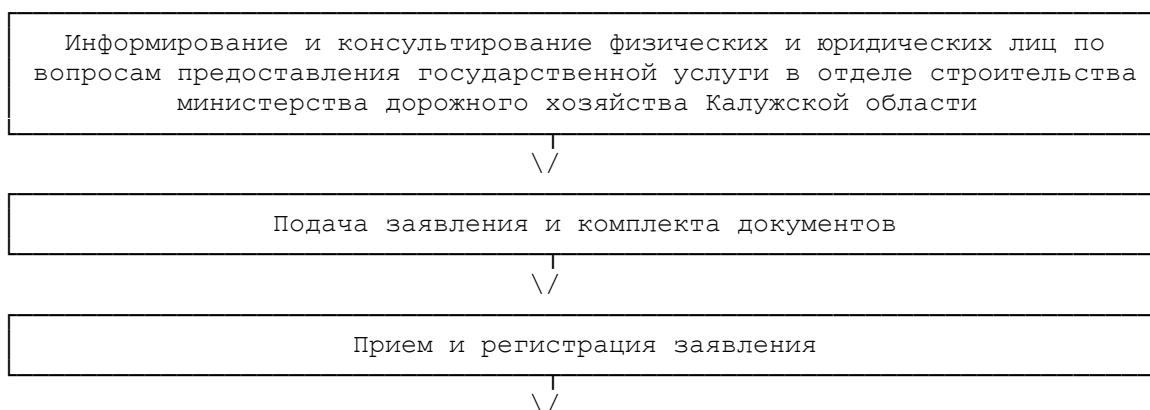 Информирование и консультирование физических и юридических лиц по
вопросам предоставления государственной услуги в отделе строительства
министерства дорожного хозяйства Калужской области
Подача заявления и комплекта документов
Прием и регистрация заявления